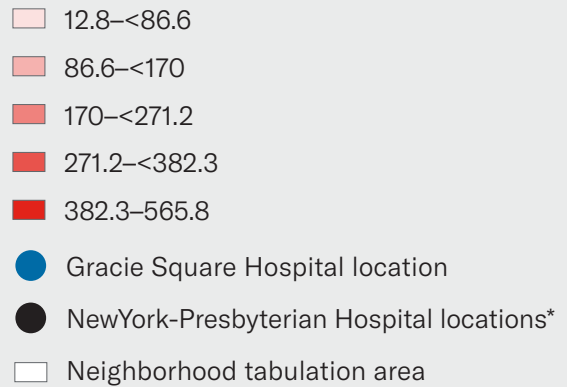 12.8–<86.6
86.6–<170
170–<271.2
271.2–<382.3
382.3–565.8
Gracie Square Hospital location
NewYork-Presbyterian Hospital locations*
Neighborhood tabulation area